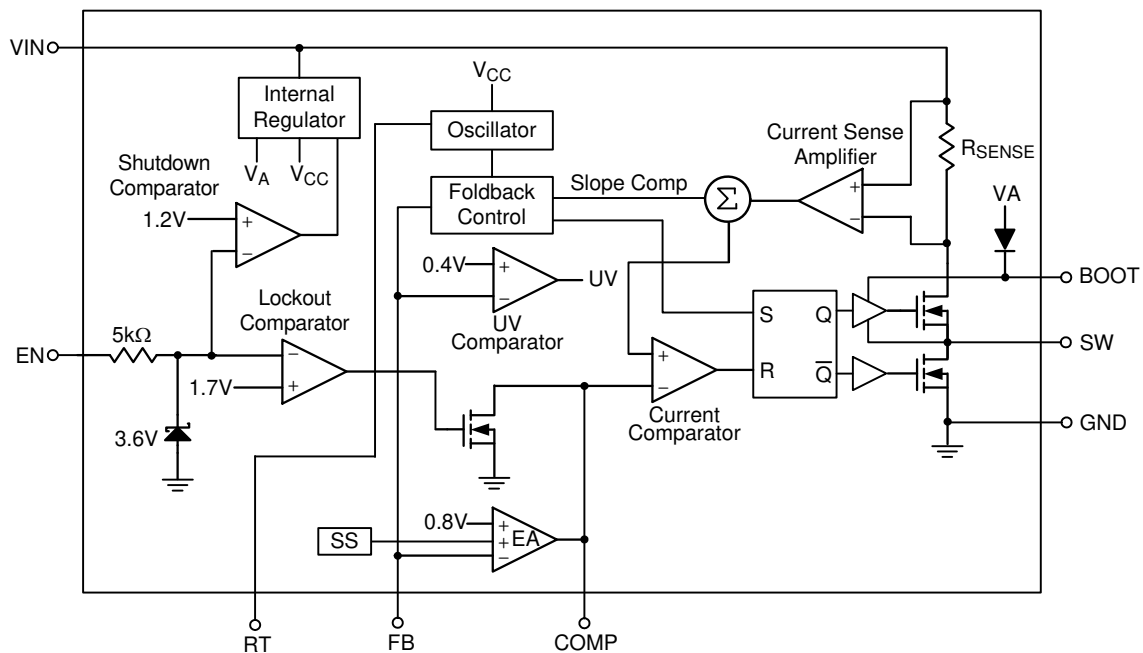 VIN
Internal
Regulator
VA
VCC
VCC
Oscillator
Foldback
Control
Slope Comp
Σ
Current Sense
Amplifier
+
−
RSENSE
VA
Shutdown
Comparator
1.2V
+
−
0.4V
+
−
UV
UV
Comparator
BOOT
Lockout
Comparator
5kΩ
EN
−
+
1.7V
3.6V
+
−
Current
Comparator
S
R
Q
Q̅
SW
GND
0.8V
SS
+
+
−
EA
RT
FB
COMP